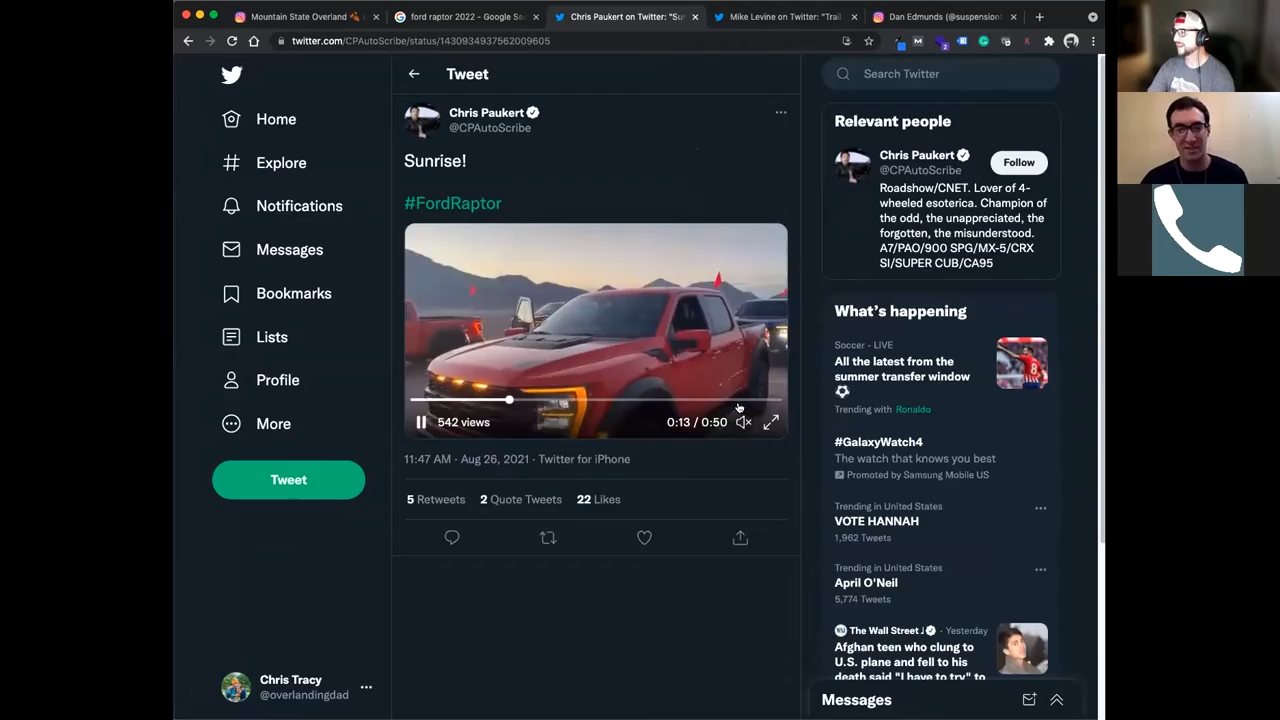 Mountain State Overland
ford raptor 2022 - Google Se
Chris Paukert on Twitter: "Su
Mike Levine on Twitter: "Trail
Dan Edmunds (@suspension
twitter.com/CPAutoScribe/status/1430934937562009605
Home
Explore
Notifications
Messages
Bookmarks
Lists
Profile
More
Tweet
Chris Tracy
@overlandingdad
Tweet
Chris Paukert
@CPAutoScribe
Sunrise!
#FordRaptor
542 views
0:13 / 0:50
11:47 AM · Aug 26, 2021 · Twitter for iPhone
5 Retweets 2 Quote Tweets 22 Likes
Search Twitter
Relevant people
Chris Paukert
@CPAutoScribe
Follow
Roadshow/CNET. Lover of 4-
wheeled esoterica. Champion of
the odd, the unappreciated, the
forgotten, the misunderstood.
A7/PAO/900 SPG/MX-5/CRX
SI/SUPER CUB/CA95
What's happening
Soccer · LIVE
All the latest from the
summer transfer window
Trending with Ronaldo
#GalaxyWatch4
The watch that knows you best
Promoted by Samsung Mobile US
Trending in United States
VOTE HANNAH
1,962 Tweets
Trending in United States
April O'Neil
5,774 Tweets
The Wall Street J · Yesterday
Afghan teen who clung to
U.S. plane and fell to his
death said "I have to try" to
Messages